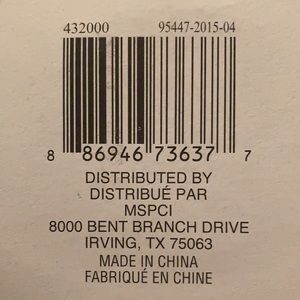 432000 95447-2015-04
8 86946 73637 7
DISTRIBUTED BY
DISTRIBUÉ PAR
MSPCI
8000 BENT BRANCH DRIVE
IRVING, TX 75063
MADE IN CHINA
FABRIQUÉ EN CHINE